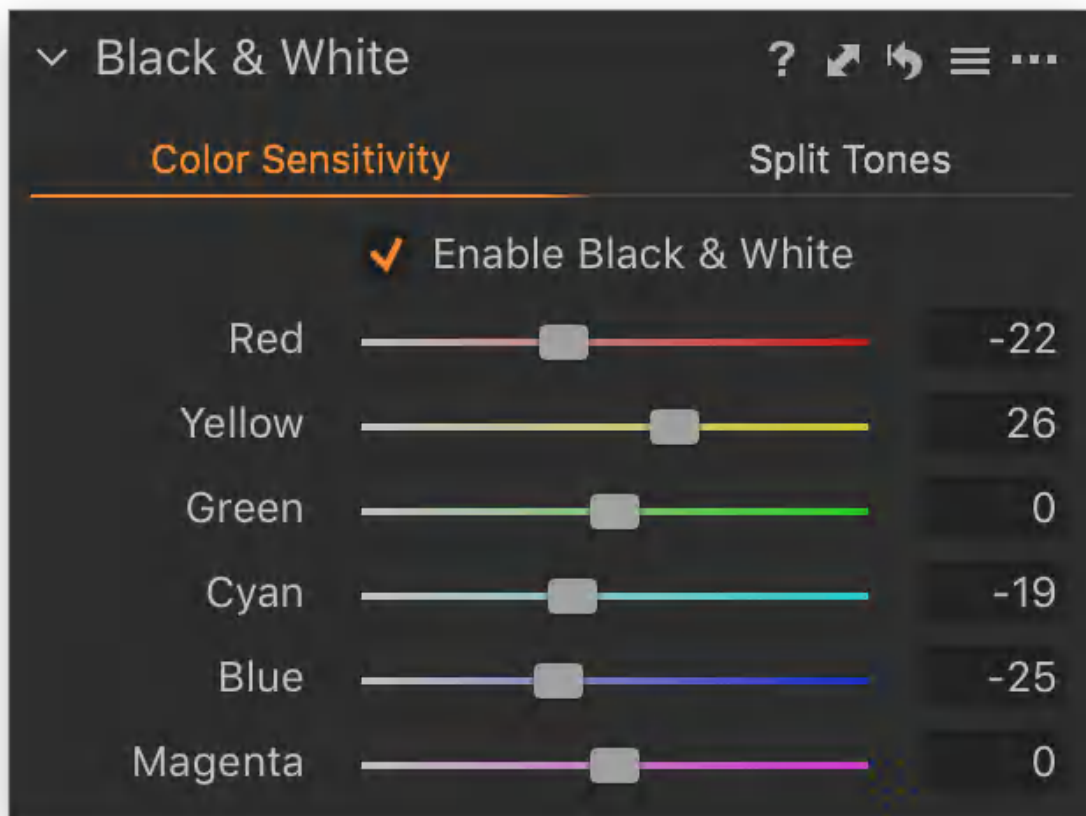 Black & White ?
Color Sensitivity Split Tones
Enable Black & White
Red -22
Yellow 26
Green 0
Cyan -19
Blue -25
Magenta 0